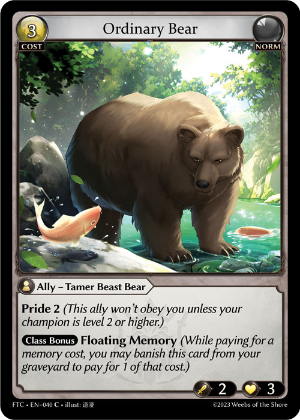 3
Ordinary Bear
COST
NORM
Ally – Tamer Beast Bear
Pride 2 (This ally won't obey you unless your
champion is level 2 or higher.)
Class Bonus Floating Memory (While paying for a
memory cost, you may banish this card from your
graveyard to pay for 1 of that cost.)
2
3
FTC • EN-041 C • illust: 道漫
©2023 Weebs of the Shore